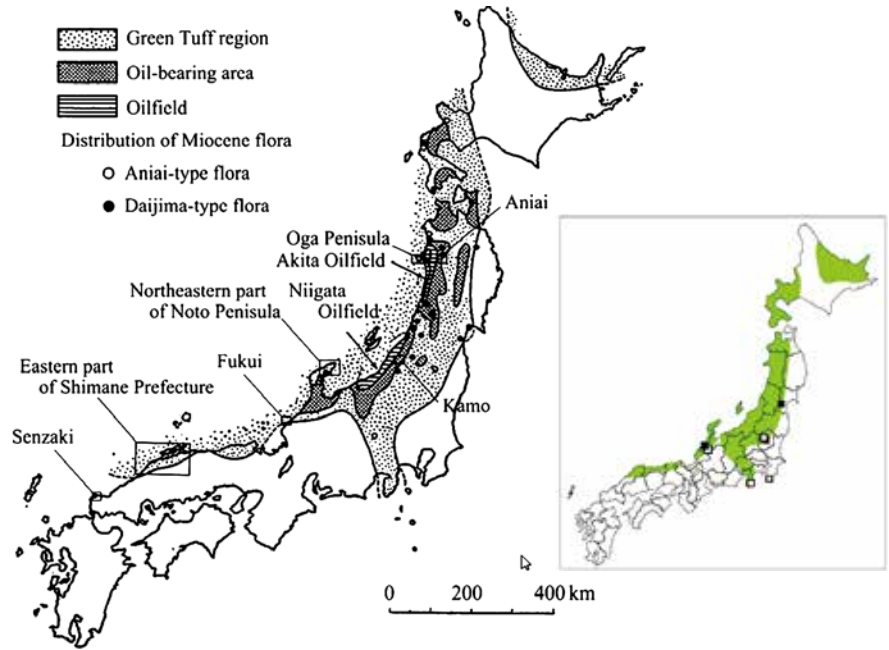 Green Tuff region
Oil-bearing area
Oilfield
Distribution of Miocene flora
Aniai-type flora
Daijima-type flora
Aniai
Oga Penisula
Akita Oilfield
Northeastern part
of Noto Penisula
Niigata
Oilfield
Eastern part
of Shimane Prefecture
Fukui
Kamo
Senzaki
0 200 400 km